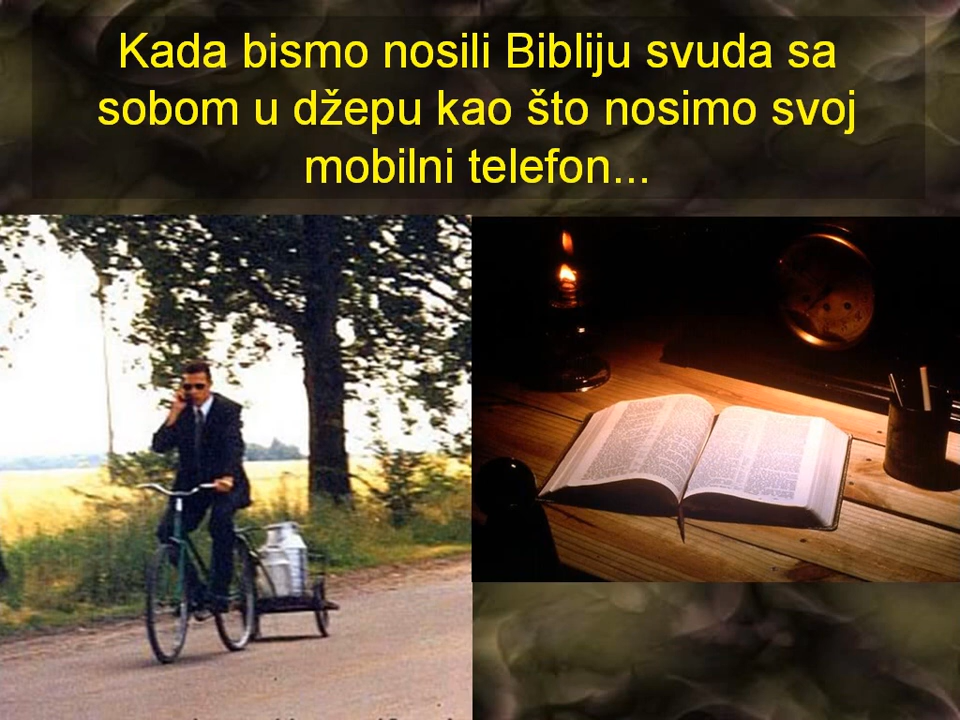 Kada bismo nosili Bibliju svuda sa
sobom u džepu kao što nosimo svoj
mobilni telefon...